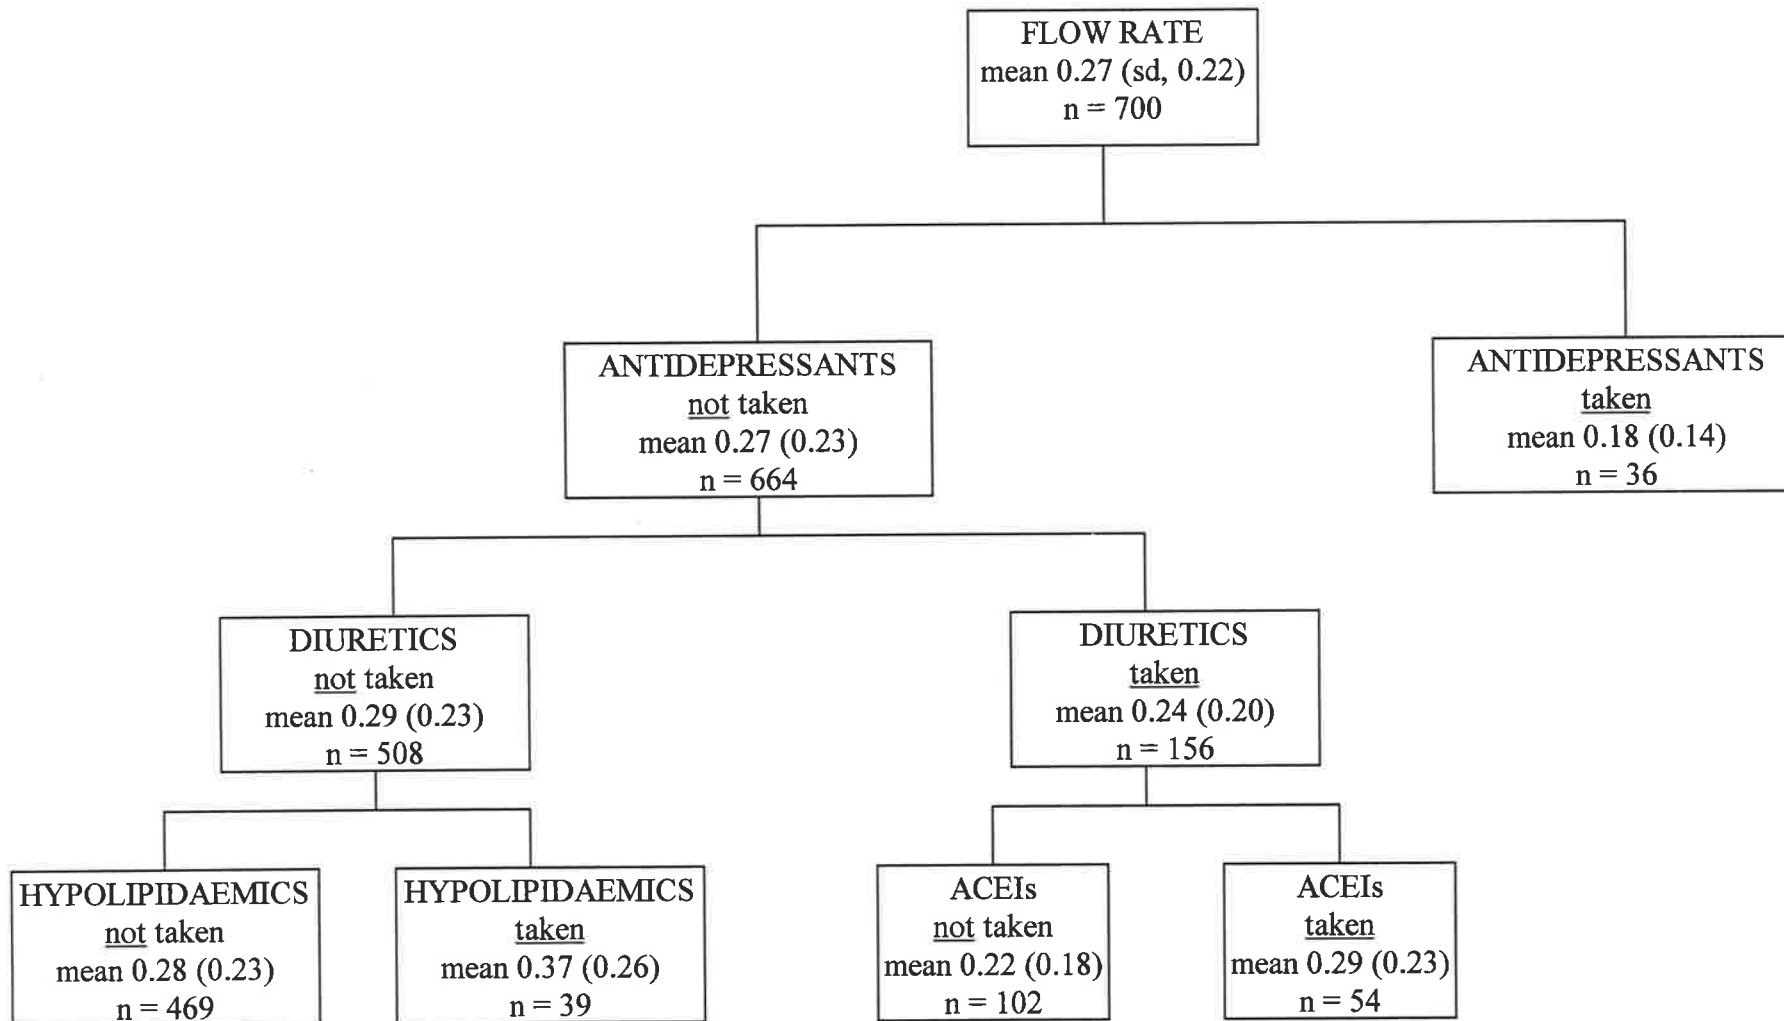 FLOW RATE
mean 0.27 (sd, 0.22)
n = 700
ANTIDEPRESSANTS
not taken
mean 0.27 (0.23)
n = 664
ANTIDEPRESSANTS
taken
mean 0.18 (0.14)
n = 36
DIURETICS
not taken
mean 0.29 (0.23)
n = 508
DIURETICS
taken
mean 0.24 (0.20)
n = 156
HYPOLIPIDAEMICS
not taken
mean 0.28 (0.23)
n = 469
HYPOLIPIDAEMICS
taken
mean 0.37 (0.26)
n = 39
ACEIs
not taken
mean 0.22 (0.18)
n = 102
ACEIs
taken
mean 0.29 (0.23)
n = 54